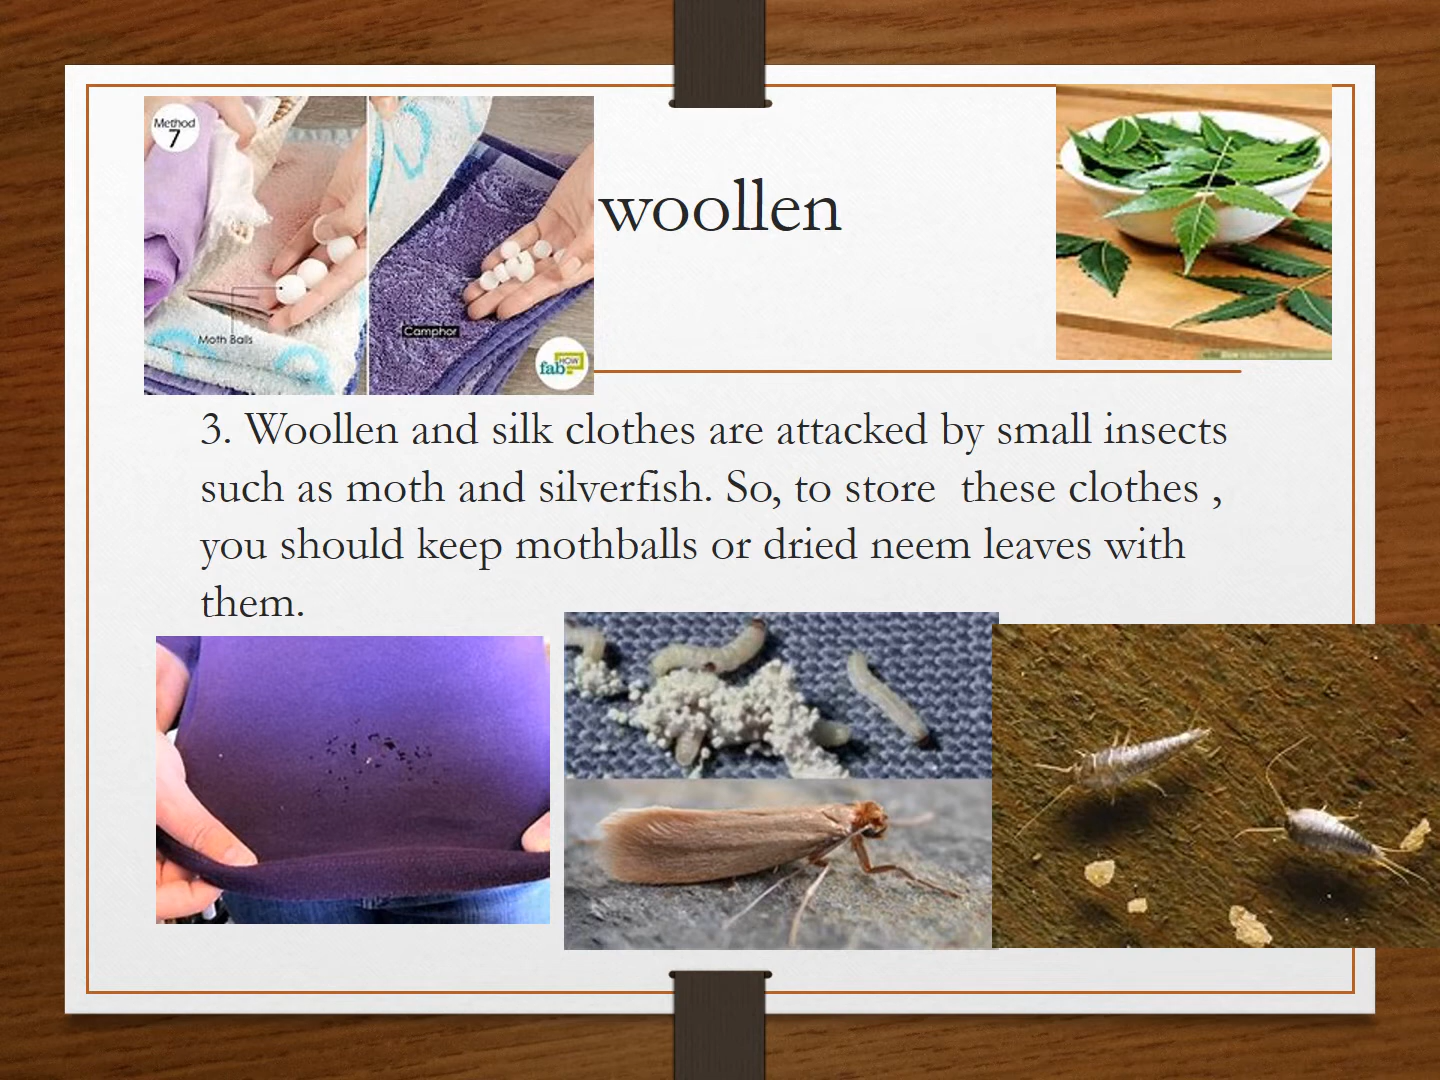 Method
7
woollen
Moth Balls
Camphor
HOW
fab
3. Woollen and silk clothes are attacked by small insects
such as moth and silverfish. So, to store  these clothes ,
you should keep mothballs or dried neem leaves with
them.